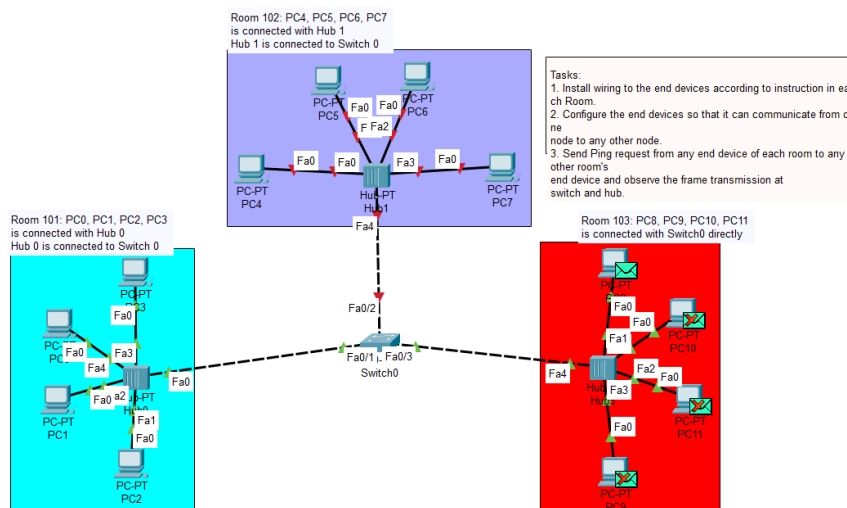 Room 102: PC4, PC5, PC6, PC7
is connected with Hub 1
Hub 1 is connected to Switch 0
Tasks:
1. Install wiring to the end devices according to instruction in ea
ch Room.
2. Configure the end devices so that it can communicate from o
ne
node to any other node.
3. Send Ping request from any end device of each room to any
other room's
end device and observe the frame transmission at
switch and hub.
PC-PT
PC5
PC-PT
PC6
Fa0
Fa0
Fa2
Fa0
Fa0
Fa3
Fa0
PC-PT
PC4
Hub-PT
Hub1
PC-PT
PC7
Fa4
Room 101: PC0, PC1, PC2, PC3
is connected with Hub 0
Hub 0 is connected to Switch 0
Room 103: PC8, PC9, PC10, PC11
is connected with Switch0 directly
PC-PT
Fa0
PC-PT
Fa0
Fa3
Fa4
Fa0
Fa0
PC-PT
PC1
Fa1
Fa0
PC-PT
PC2
Fa0/2
Fa0/1
Fa0/3
Switch0
PC-PT
Fa0
Fa0
PC-PT
PC10
Fa1
Fa4
Fa2
Fa0
Fa3
PC-PT
PC11
Fa0
PC-PT